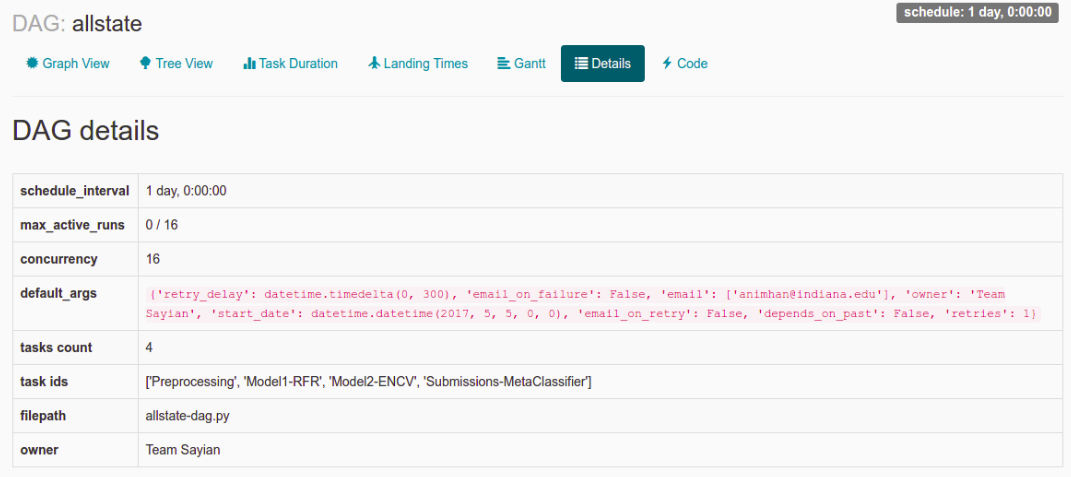 DAG: allstate
schedule: 1 day, 0:00:00
Graph View Tree View Task Duration Landing Times Gantt Details Code
DAG details
schedule_interval 1 day, 0:00:00
max_active_runs 0 / 16
concurrency 16
default_args {'retry_delay': datetime.timedelta(0, 300), 'email_on_failure': False, 'email': ['animhan@indiana.edu'], 'owner': 'Team
Sayian', 'start_date': datetime.datetime(2017, 5, 5, 0, 0), 'email_on_retry': False, 'depends_on_past': False, 'retries': 1}
tasks count 4
task ids ['Preprocessing', 'Model1-RFR', 'Model2-ENCV', 'Submissions-MetaClassifier']
filepath allstate-dag.py
owner Team Sayian